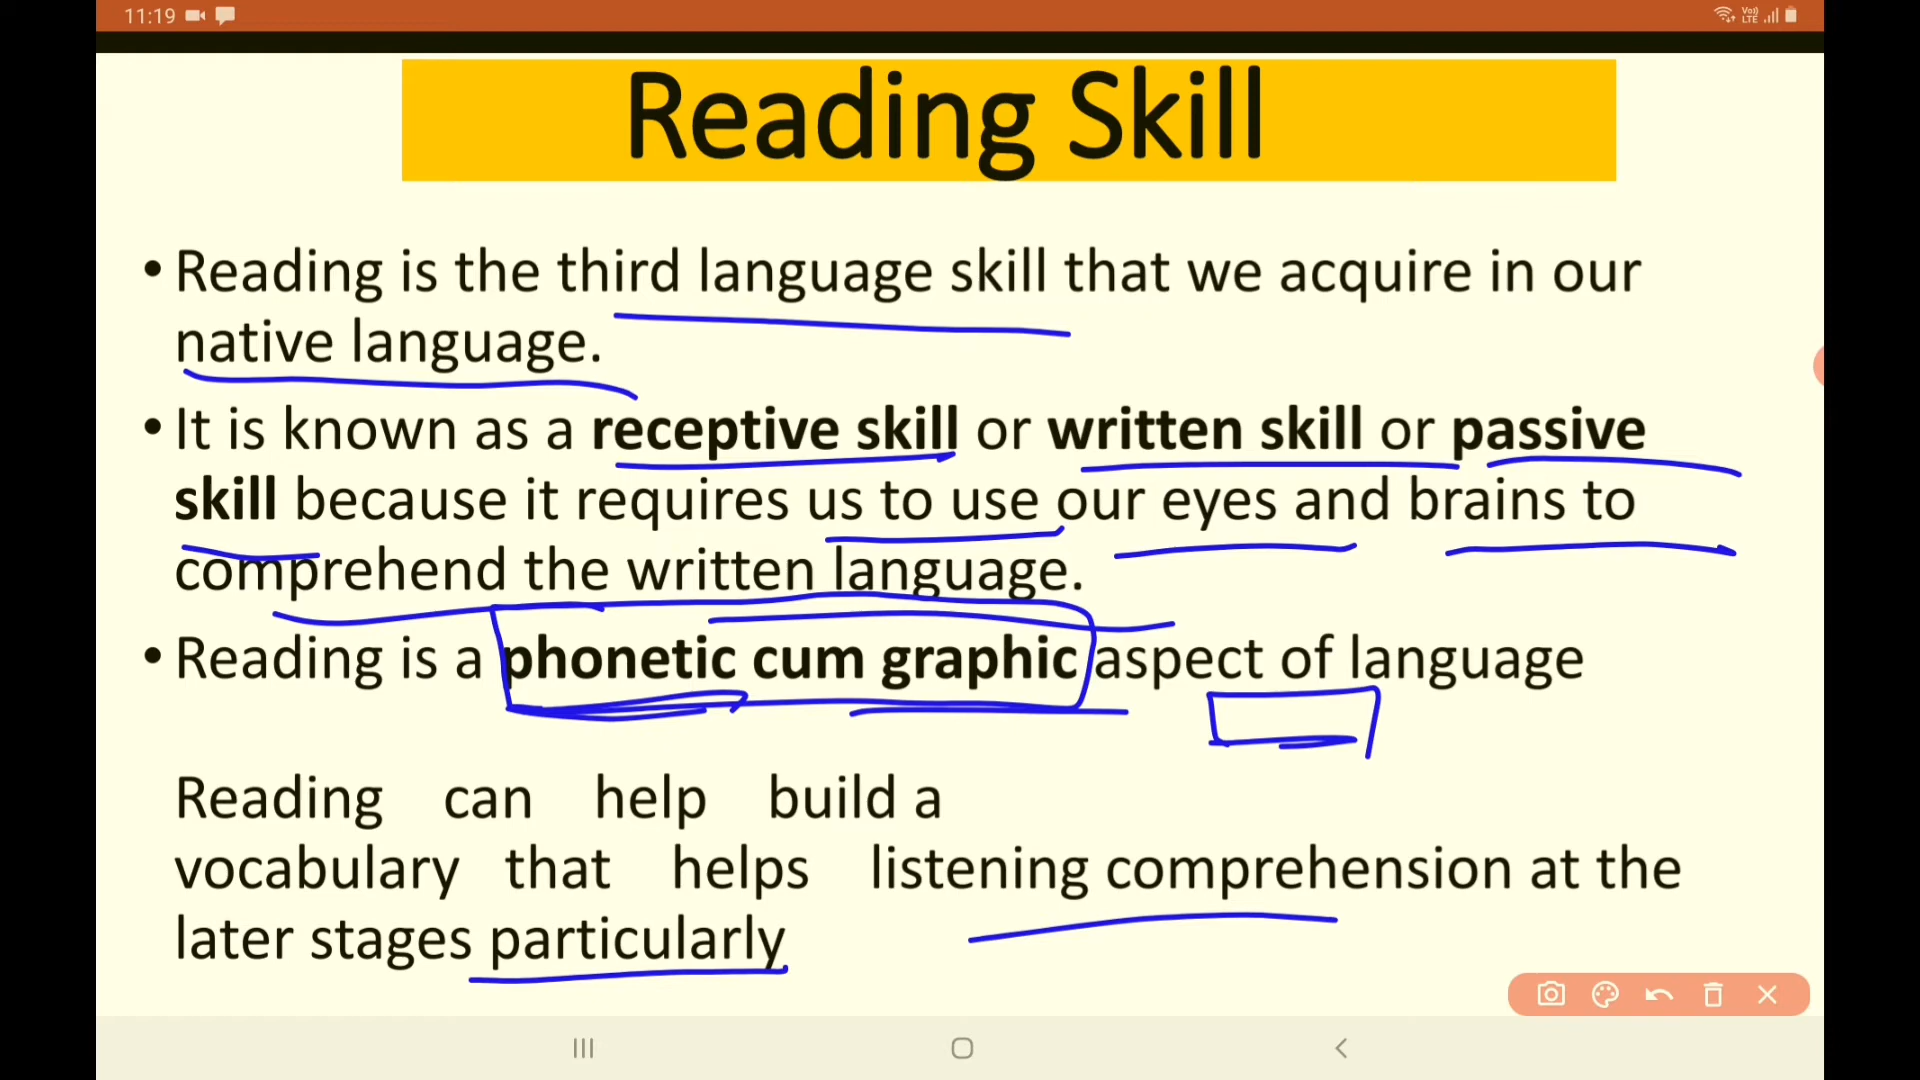 11:19
Vo))
LTE
Reading Skill
• Reading is the third language skill that we acquire in our
native language.
• It is known as a receptive skill or written skill or passive
skill because it requires us to use our eyes and brains to
comprehend the written language.
• Reading is a phonetic cum graphic aspect of language
Reading can help build a
vocabulary that helps listening comprehension at the
later stages particularly